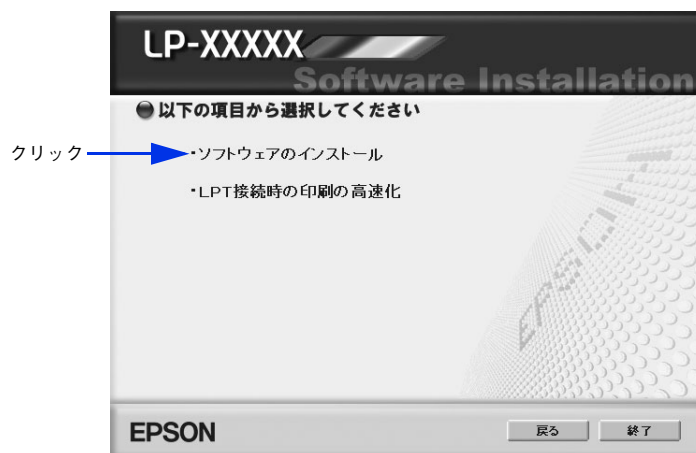 LP-XXXXX
Software Installation
以下の項目から選択してください
クリック
・ソフトウェアのインストール
・LPT接続時の印刷の高速化
EPSON
EPSON
戻る
終了